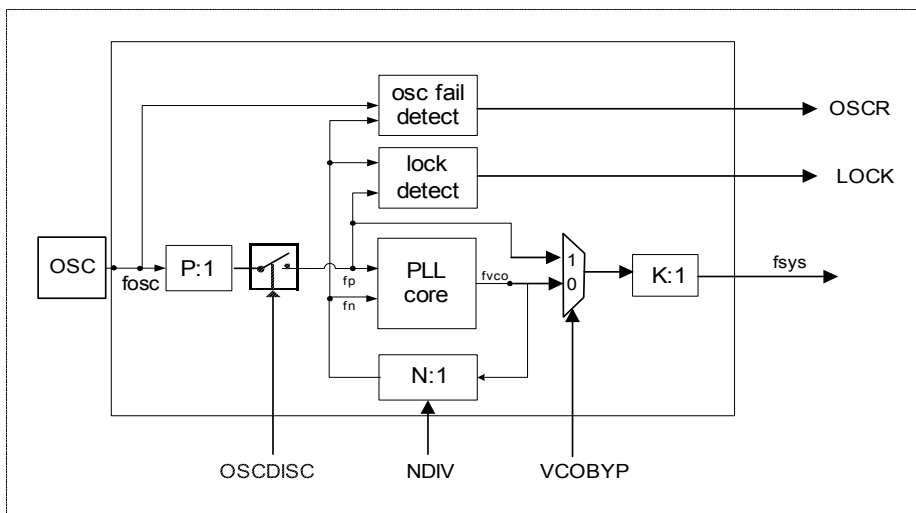 osc fail
detect
OSCR
lock
detect
LOCK
OSC
fosc
P:1
fp
fn
PLL
core
fvco
1
0
K:1
fsys
N:1
OSCDISC
NDIV
VCOBYP